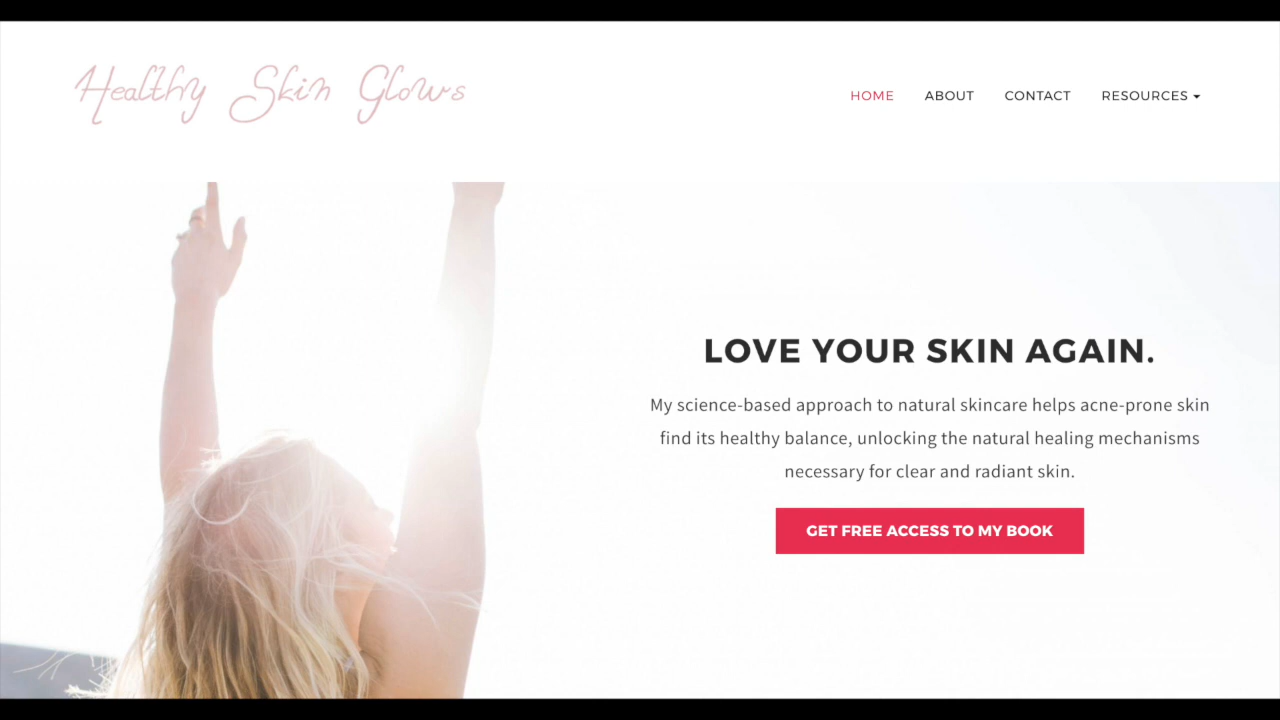 Healthy Skin Glows
HOME ABOUT CONTACT RESOURCES
LOVE YOUR SKIN AGAIN.
My science-based approach to natural skincare helps acne-prone skin
find its healthy balance, unlocking the natural healing mechanisms
necessary for clear and radiant skin.
GET FREE ACCESS TO MY BOOK